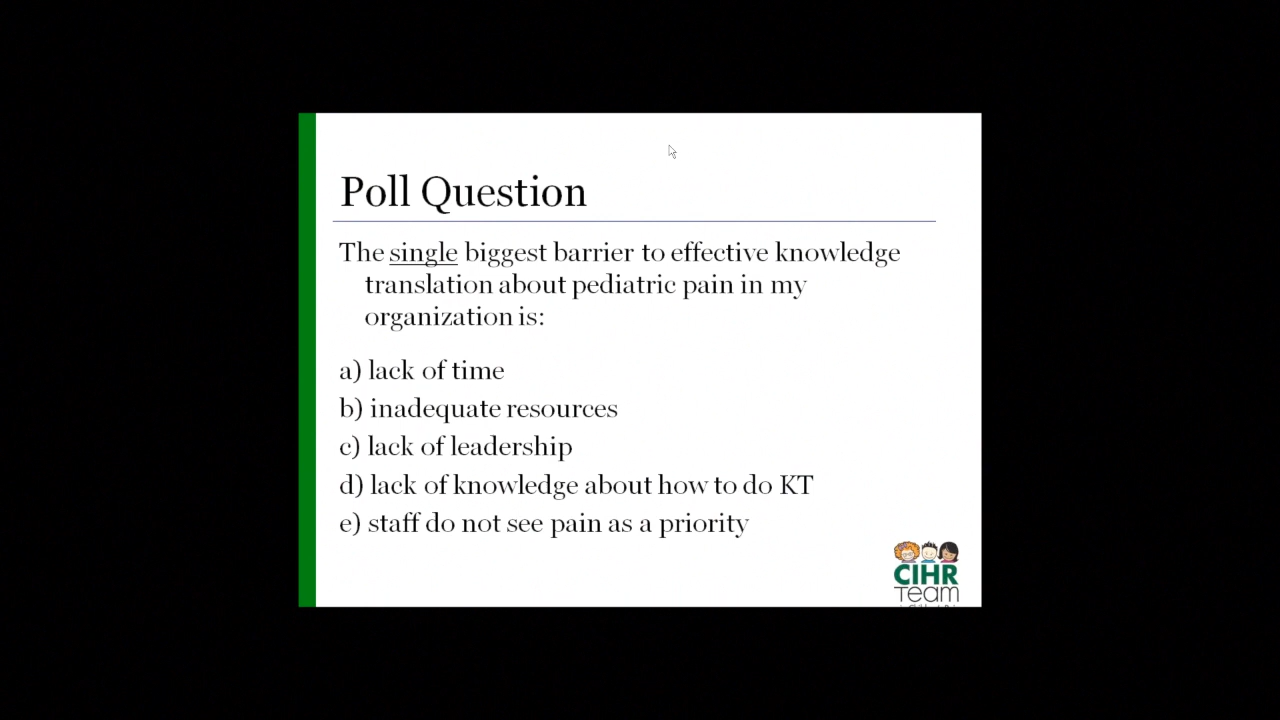 Poll Question
The single biggest barrier to effective knowledge
translation about pediatric pain in my
organization is:
a) lack of time
b) inadequate resources
c) lack of leadership
d) lack of knowledge about how to do KT
e) staff do not see pain as a priority
CIHR
Team